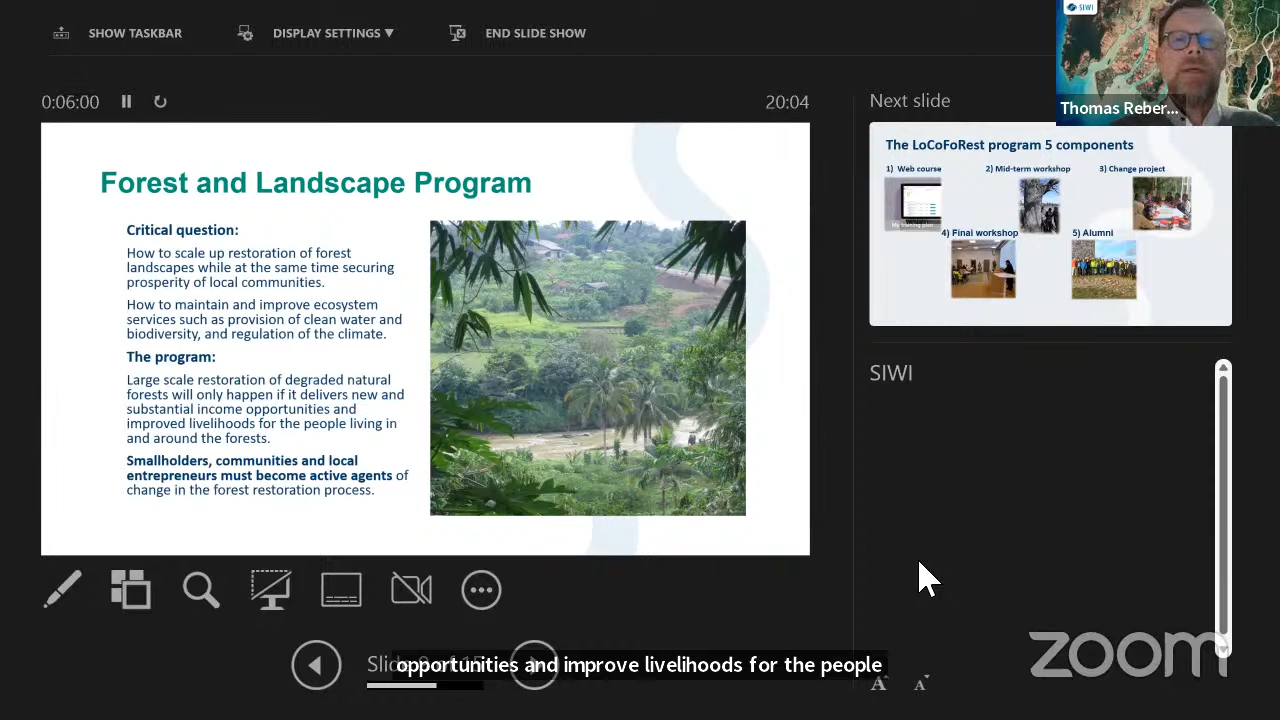 SHOW TASKBAR
DISPLAY SETTINGS ▼
END SLIDE SHOW
SIWI
Thomas Reber...
0:06:00
20:04
Next slide
Forest and Landscape Program
Critical question:
How to scale up restoration of forest
landscapes while at the same time securing
prosperity of local communities.
How to maintain and improve ecosystem
services such as provision of clean water and
biodiversity, and regulation of the climate.
The program:
Large scale restoration of degraded natural
forests will only happen if it delivers new and
substantial income opportunities and
improved livelihoods for the people living in
and around the forests.
Smallholders, communities and local
entrepreneurs must become active agents of
change in the forest restoration process.
The LoCoFoRest program 5 components
1) Web course
2) Mid-term workshop
3) Change project
My training plan
4) Final workshop
5) Alumni
SIWI
opportunities and improve livelihoods for the people
A A
zoom